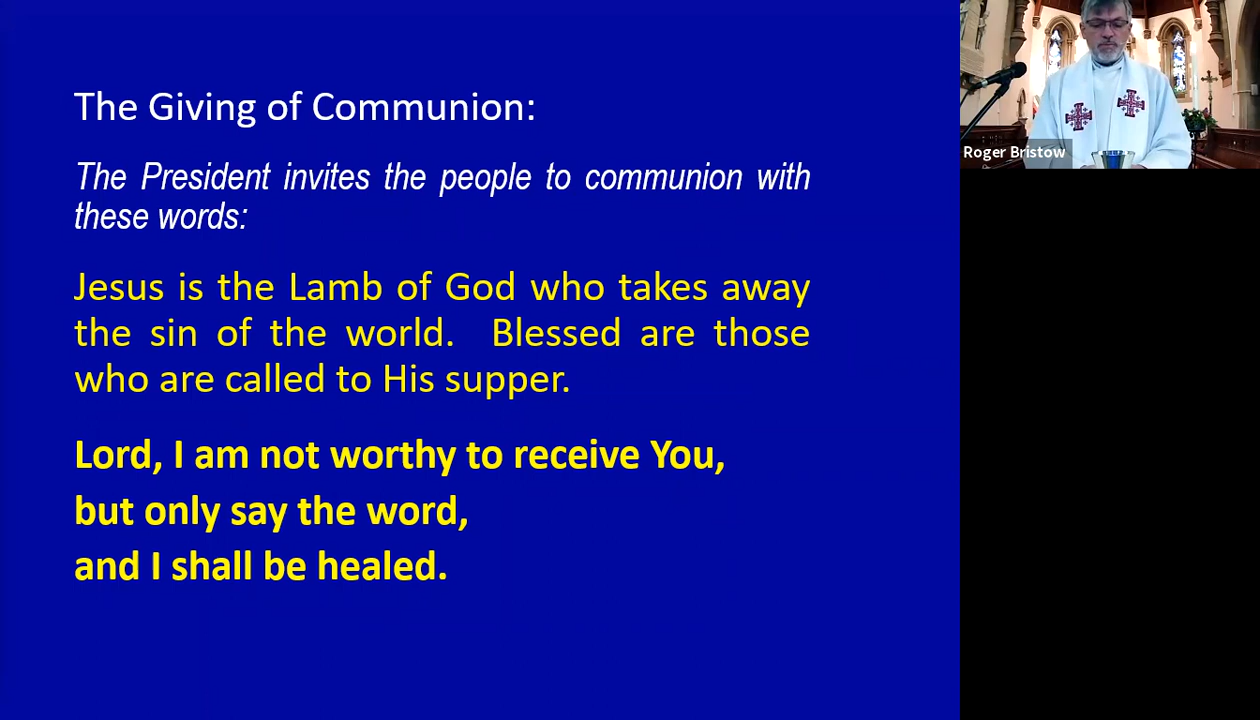 The Giving of Communion:
The President invites the people to communion with
these words:
Jesus is the Lamb of God who takes away
the sin of the world. Blessed are those
who are called to His supper.
Lord, I am not worthy to receive You,
but only say the word,
and I shall be healed.
Roger Bristow